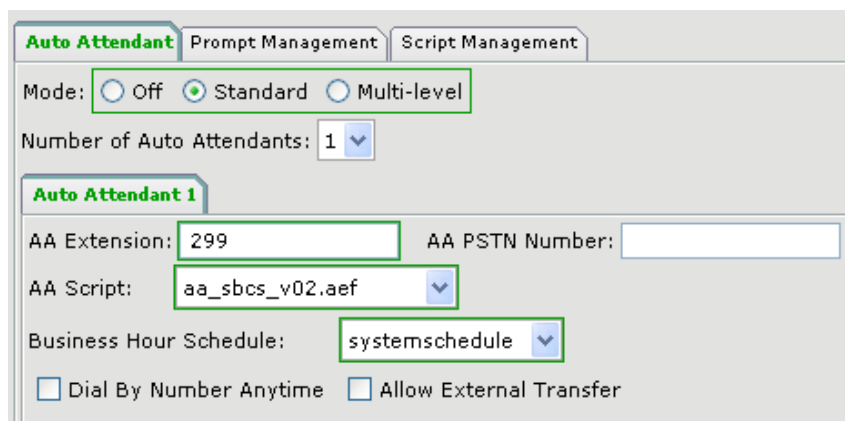 Auto Attendant Prompt Management Script Management
Mode: Off Standard Multi-level
Number of Auto Attendants: 1
Auto Attendant 1
AA Extension: 299 AA PSTN Number:
AA Script: aa_sbcs_v02.aef
Business Hour Schedule: systemschedule
Dial By Number Anytime Allow External Transfer